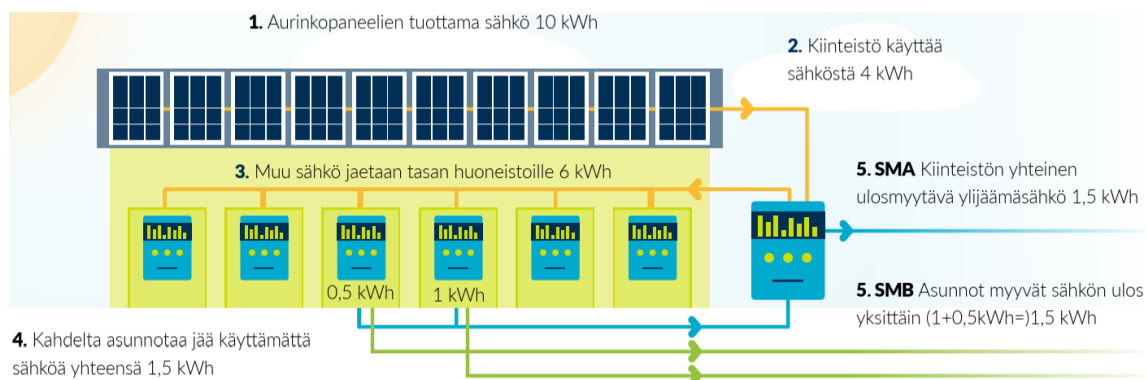 1. Aurinkopaneelien tuottama sähkö 10 kWh
2. Kiinteistö käyttää
sähköstä 4 kWh
3. Muu sähkö jaetaan tasan huoneistoille 6 kWh
5. SMA Kiinteistön yhteinen
ulosmyytävä ylijäämäsähkö 1,5 kWh
0,5 kWh
1 kWh
5. SMB Asunnot myyvät sähkön ulos
yksittäin (1+0,5kWh=)1,5 kWh
4. Kahdelta asunnotaa jää käyttämättä
sähköä yhteensä 1,5 kWh